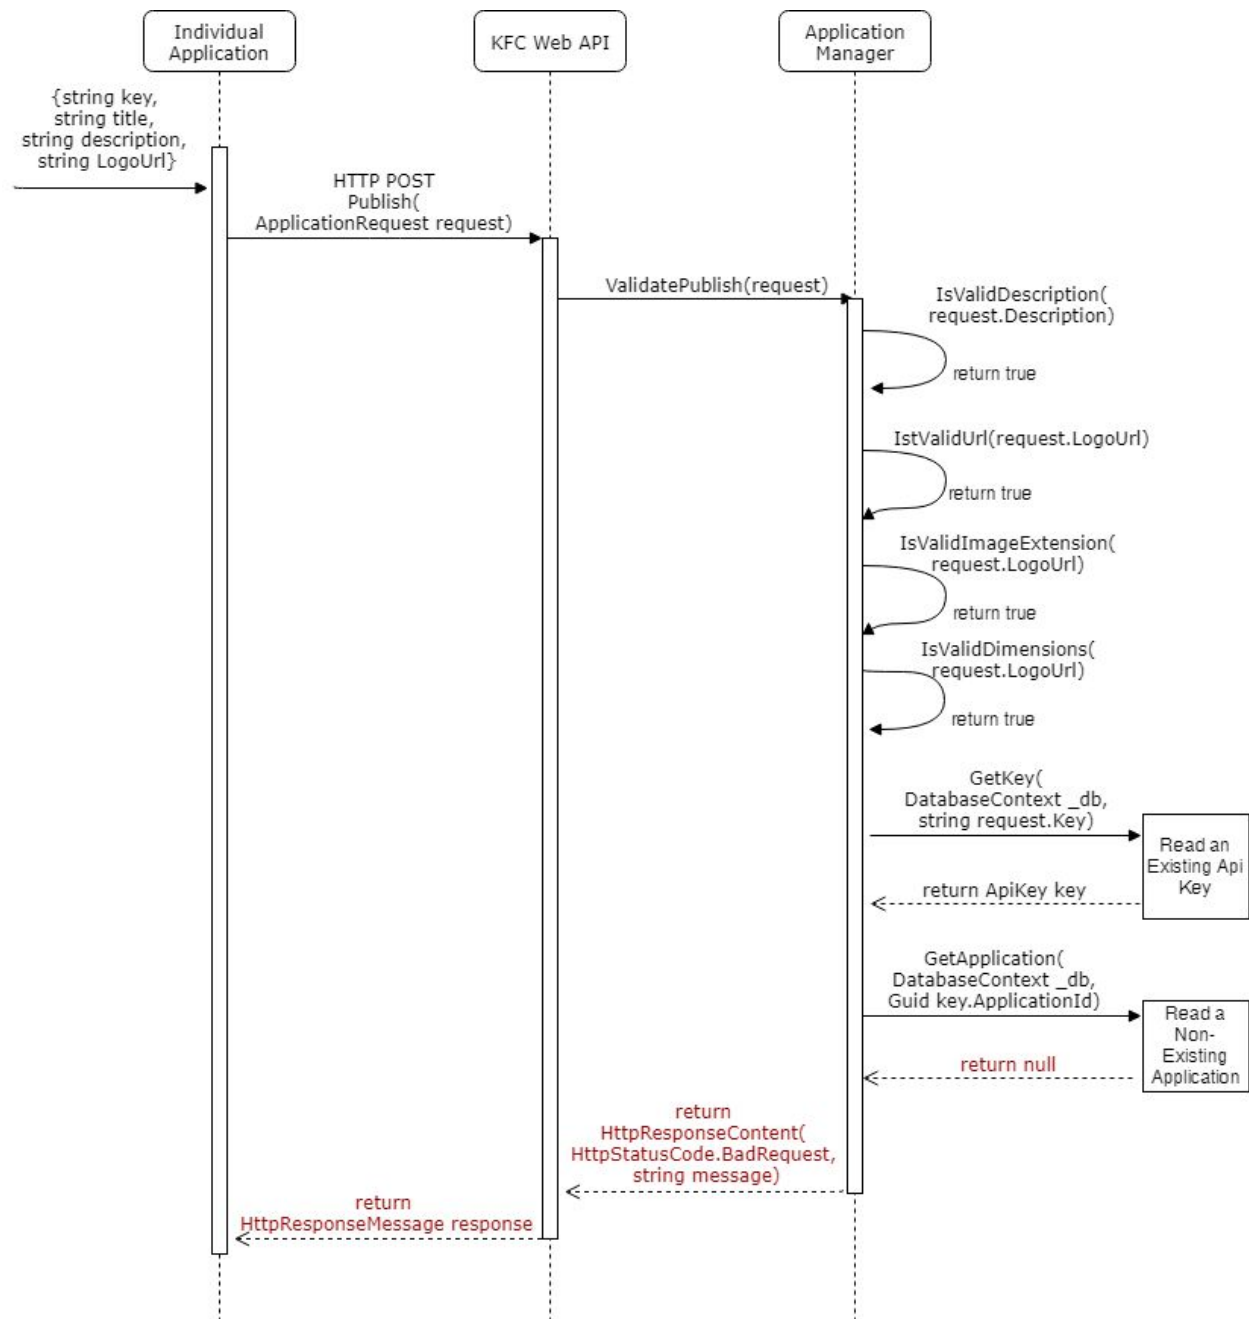 Individual
Application
KFC Web API
Application
Manager
{string key,
string title,
string description,
string LogoUrl}
HTTP POST
Publish(
ApplicationRequest request)
ValidatePublish(request)
IsValidDescription(
request.Description)
return true
IstValidUrl(request.LogoUrl)
return true
IsValidImageExtension(
request.LogoUrl)
return true
IsValidDimensions(
request.LogoUrl)
return true
GetKey(
DatabaseContext _db,
string request.Key)
Read an
Existing Api
Key
return ApiKey key
GetApplication(
DatabaseContext _db,
Guid key.ApplicationId)
Read a
Non-
Existing
Application
return null
return
HttpResponseContent(
HttpStatusCode.BadRequest,
string message)
return
HttpResponseMessage response